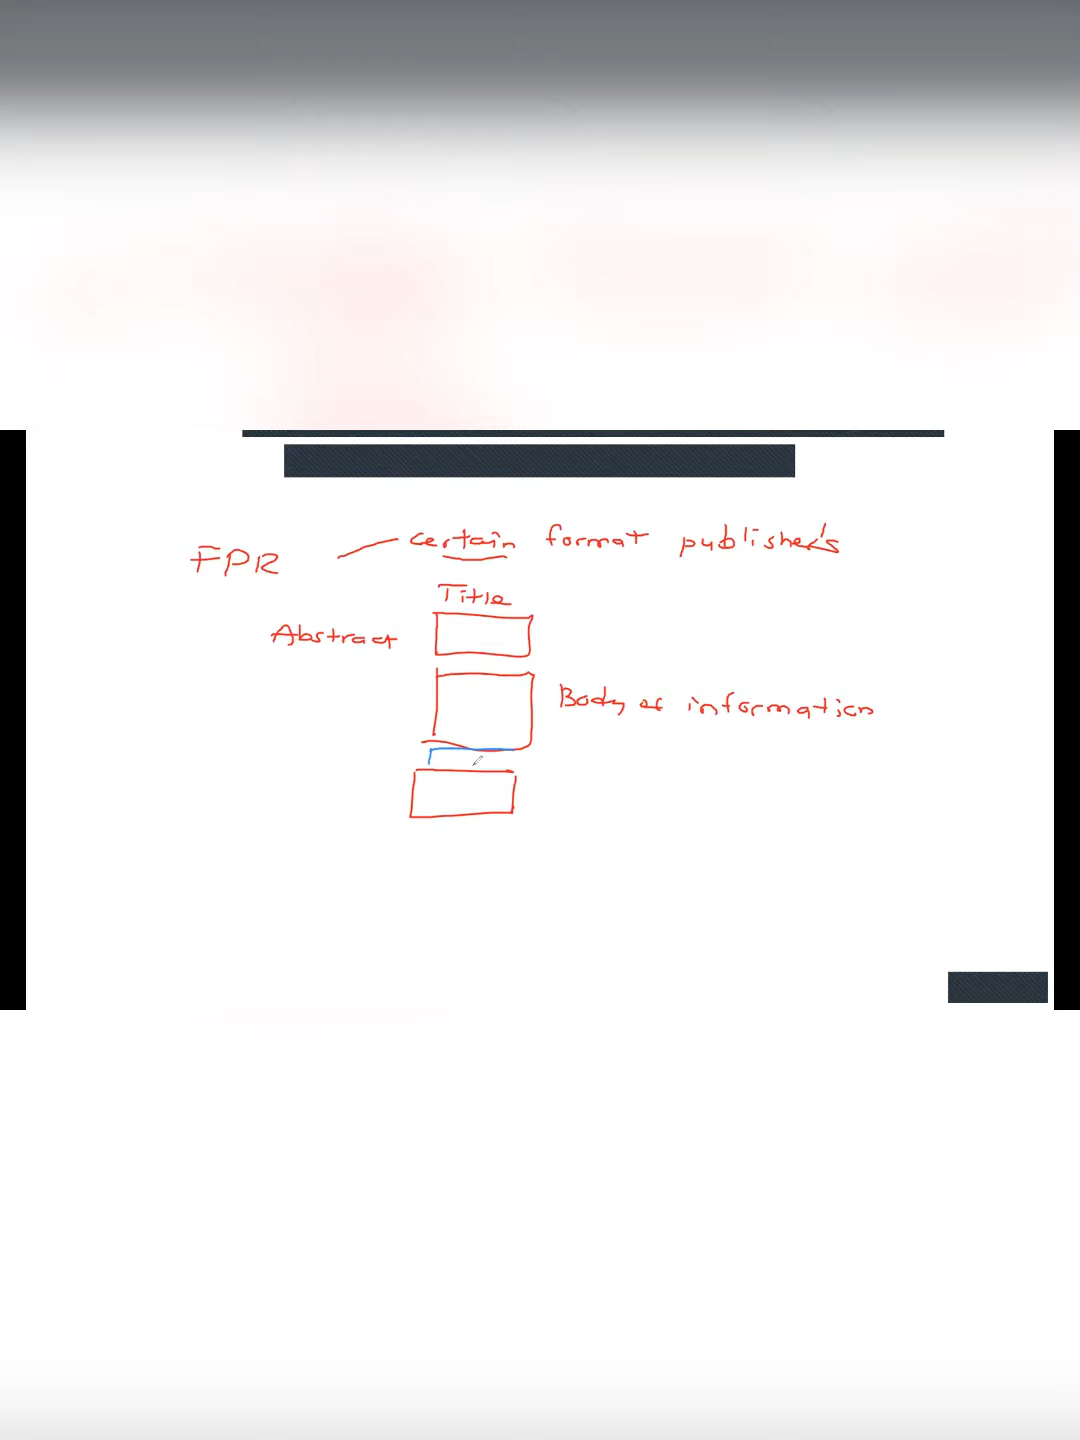 FPR certain format publisher's
Title
Abstract
Body of information